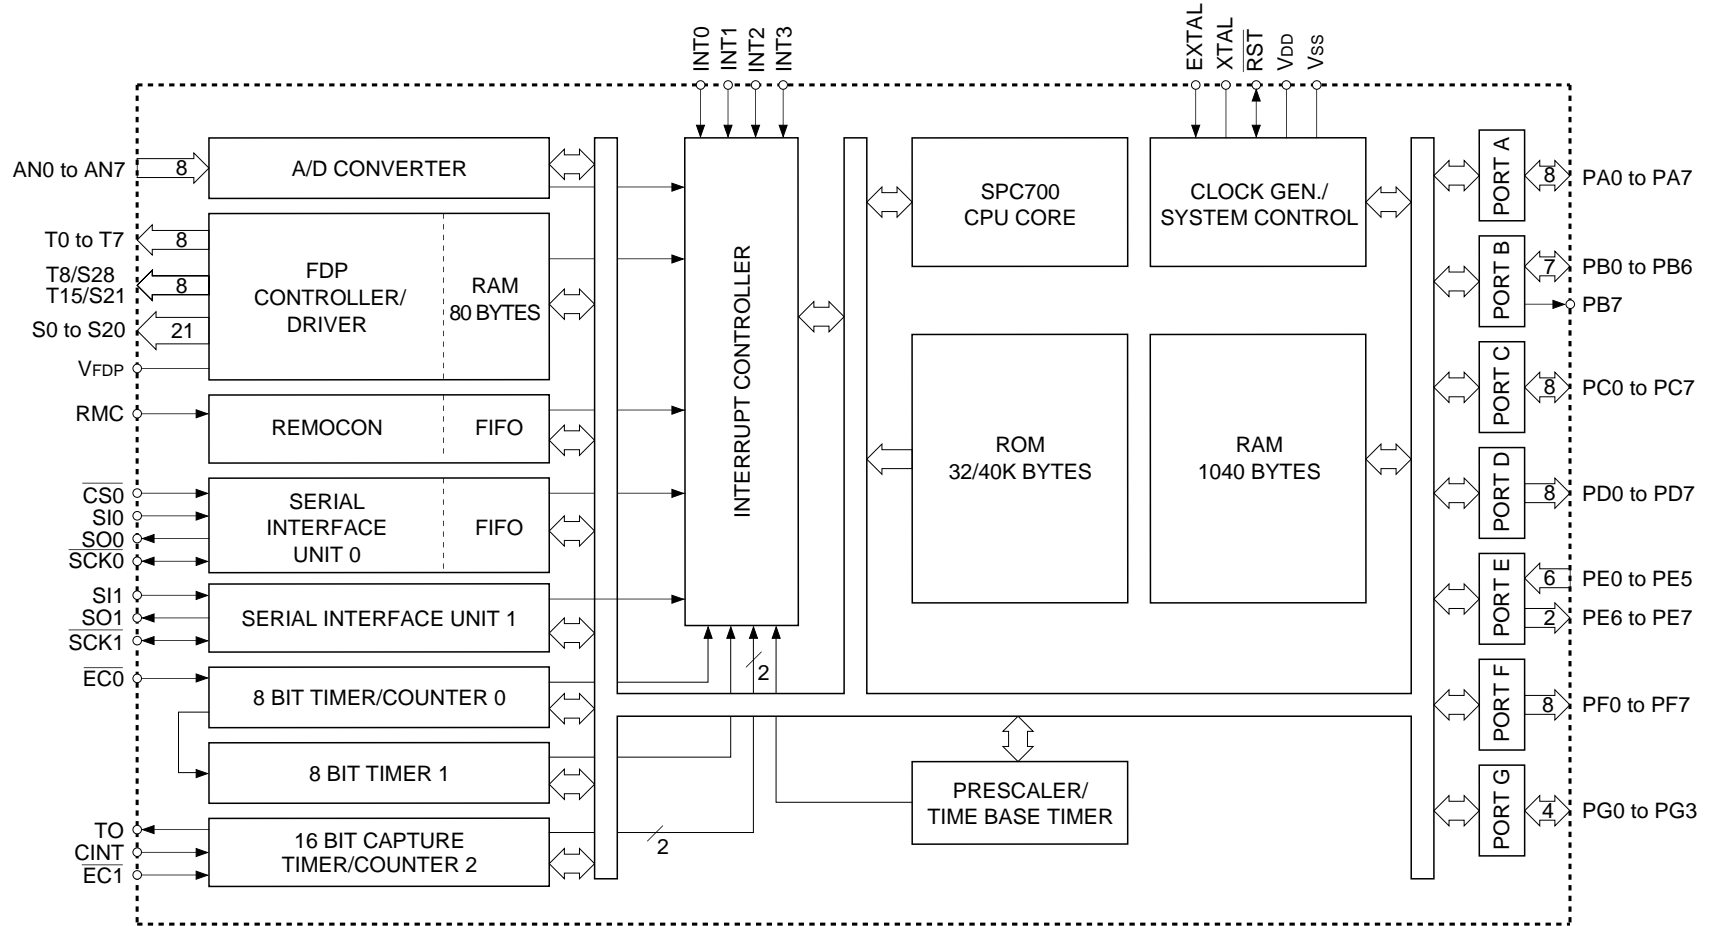 INT0
INT1
INT2
INT3
EXTAL
XTAL
RST
VDD
VSS
AN0 to AN7
8
A/D CONVERTER
T0 to T7
8
T8/S28
T15/S21
8
S0 to S20
21
VFDP
FDP
CONTROLLER/
DRIVER
RAM
80 BYTES
RMC
REMOCON
FIFO
CS0
SI0
SO0
SCK0
SERIAL
INTERFACE
UNIT 0
FIFO
SI1
SO1
SCK1
SERIAL INTERFACE UNIT 1
EC0
8 BIT TIMER/COUNTER 0
8 BIT TIMER 1
TO
CINT
EC1
16 BIT CAPTURE
TIMER/COUNTER 2
2
2
INTERRUPT CONTROLLER
SPC700
CPU CORE
CLOCK GEN./
SYSTEM CONTROL
ROM
32/40K BYTES
RAM
1040 BYTES
PRESCALER/
TIME BASE TIMER
PORT A
8
PA0 to PA7
PORT B
7
PB0 to PB6
PB7
PORT C
8
PC0 to PC7
PORT D
8
PD0 to PD7
PORT E
6
PE0 to PE5
2
PE6 to PE7
PORT F
8
PF0 to PF7
PORT G
4
PG0 to PG3